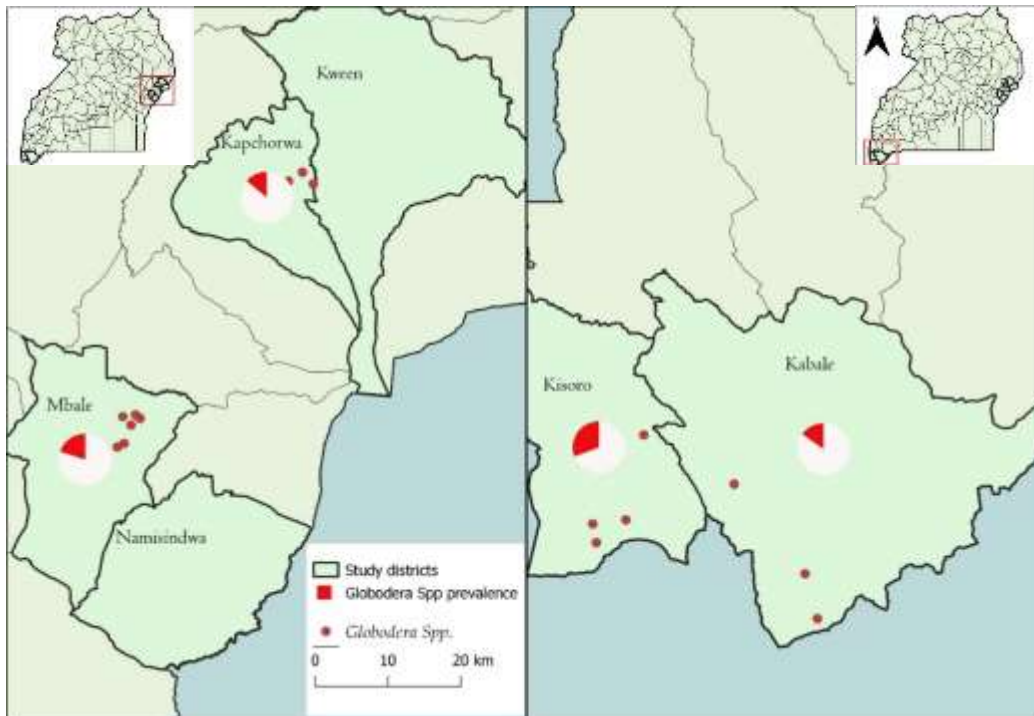 Kween
Kapchorwa
Mbale
Namisindwa
Kisoro
Kabale
Study districts
Globodera Spp prevalence
Globodera Spp.
0 10 20 km